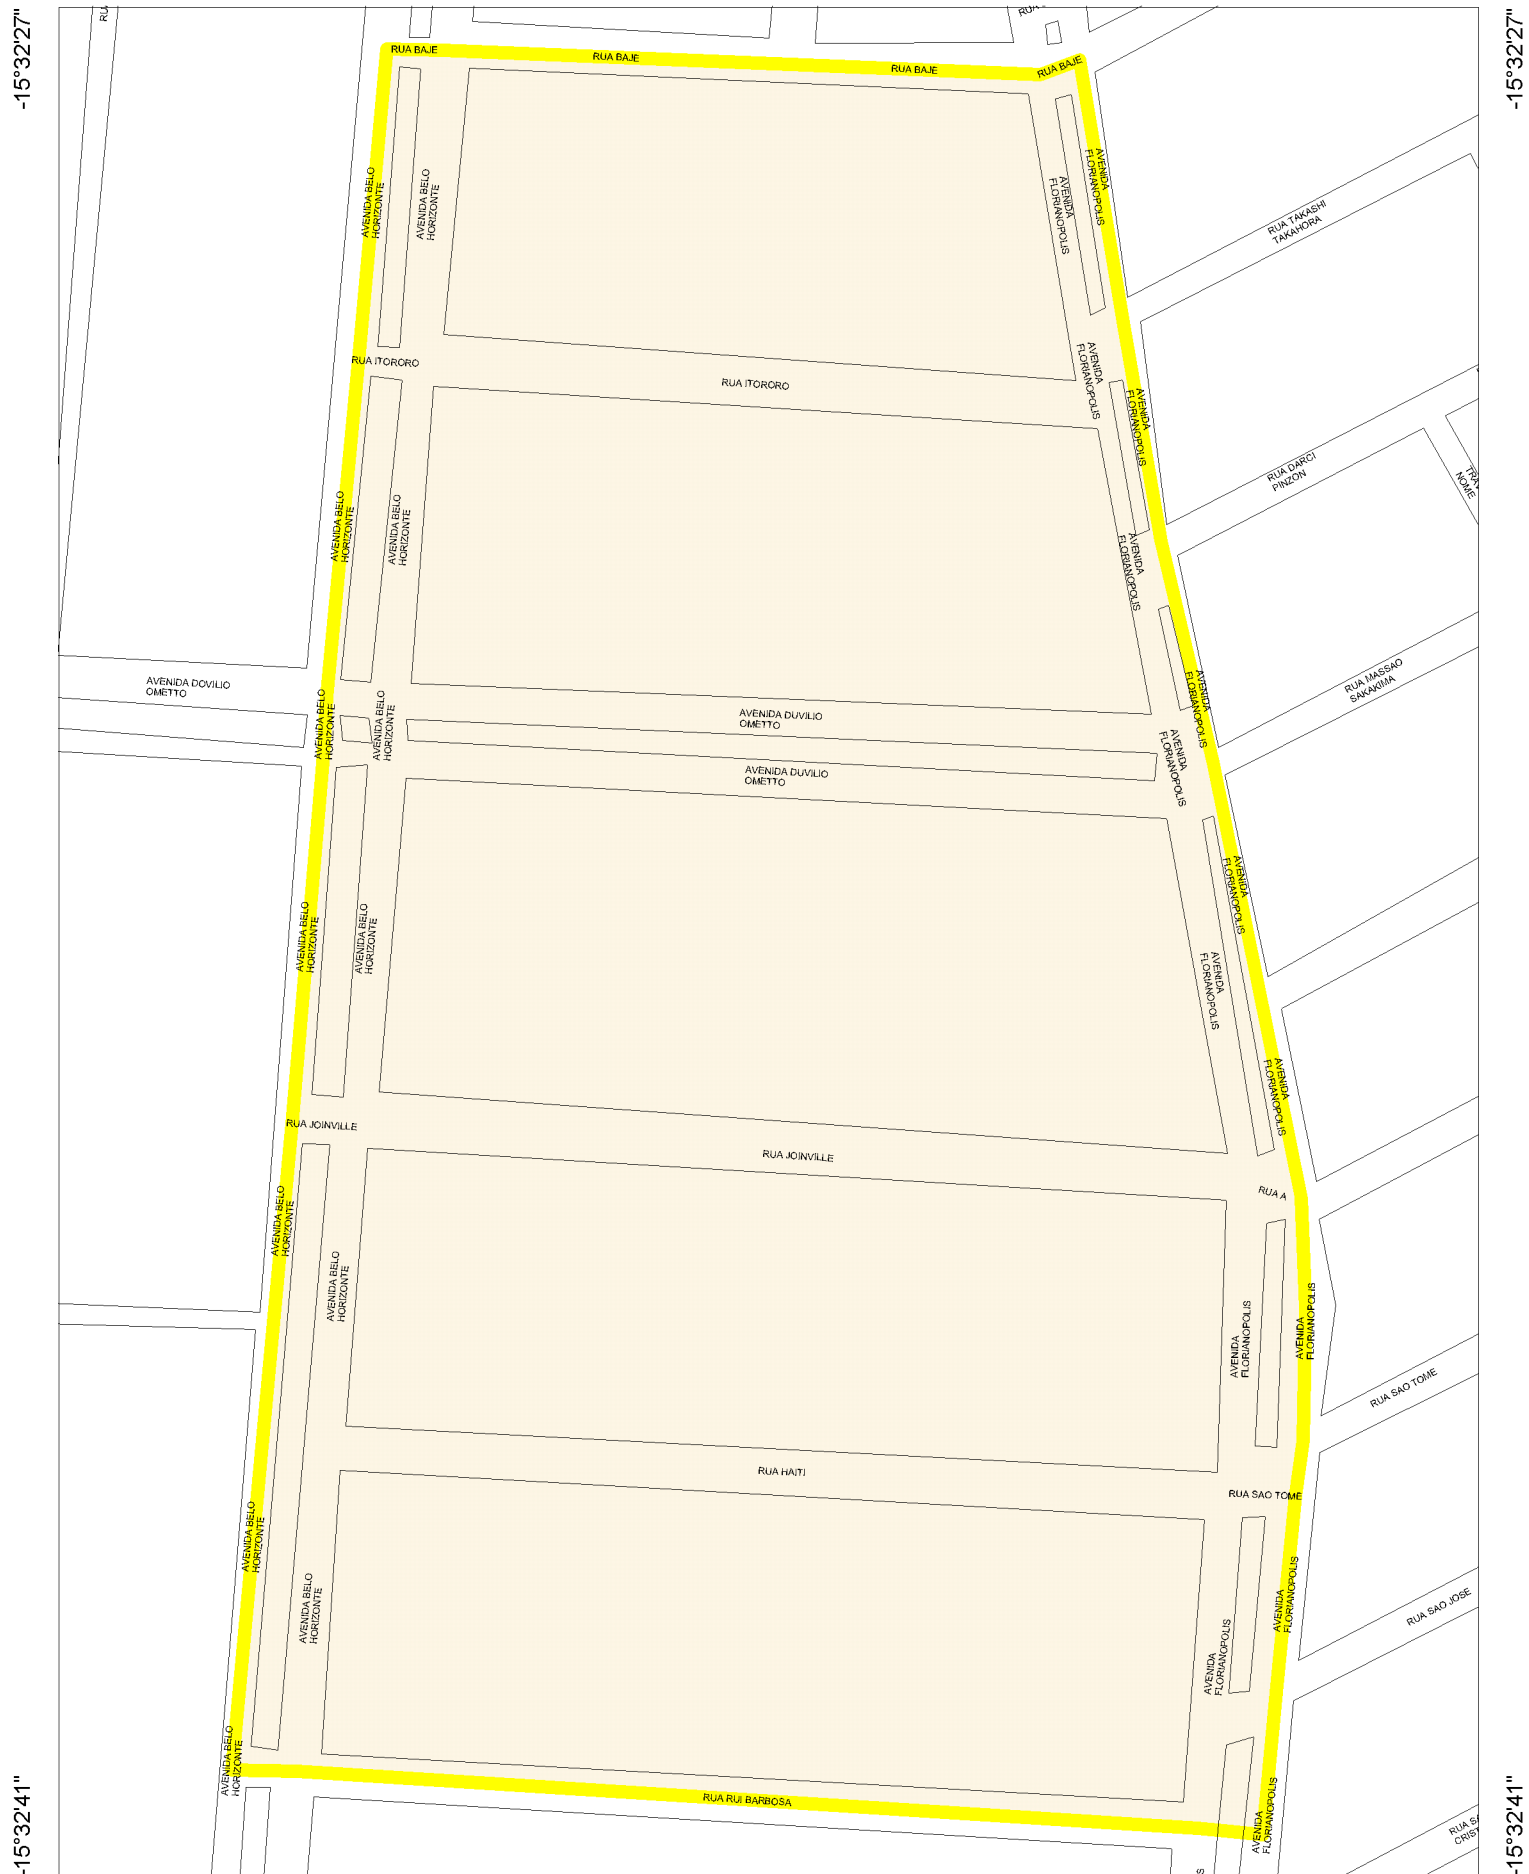 -15°32'27"
-15°32'27"
RUA BAJE
RUA BAJE
RUA BAJE
RUA BAJE
AVENIDA BELO
HORIZONTE
AVENIDA BELO
HORIZONTE
AVENIDA
FLORIANOPOLIS
AVENIDA
FLORIANOPOLIS
RUA TAKASHI
TAKAHORA
RUA ITORORO
RUA ITORORO
AVENIDA
FLORIANOPOLIS
AVENIDA
FLORIANOPOLIS
RUA DARCI
PINZON
NOME
AVENIDA BELO
HORIZONTE
AVENIDA BELO
HORIZONTE
AVENIDA
FLORIANOPOLIS
AVENIDA DOVILIO
OMETTO
AVENIDA BELO
HORIZONTE
AVENIDA BELO
HORIZONTE
AVENIDA DUVILIO
OMETTO
AVENIDA DUVILIO
OMETTO
AVENIDA
FLORIANOPOLIS
AVENIDA
FLORIANOPOLIS
RUA MASSAO
SAKAKIMA
AVENIDA BELO
HORIZONTE
AVENIDA BELO
HORIZONTE
AVENIDA
FLORIANOPOLIS
AVENIDA
FLORIANOPOLIS
AVENIDA
FLORIANOPOLIS
RUA JOINVILLE
RUA JOINVILLE
RUA A
AVENIDA BELO
HORIZONTE
AVENIDA BELO
HORIZONTE
AVENIDA
FLORIANOPOLIS
AVENIDA
FLORIANOPOLIS
RUA SAO TOME
RUA HAITI
RUA SAO TOME
AVENIDA BELO
HORIZONTE
AVENIDA BELO
HORIZONTE
AVENIDA
FLORIANOPOLIS
AVENIDA
FLORIANOPOLIS
RUA SAO JOSE
AVENIDA BELO
HORIZONTE
RUA RUI BARBOSA
AVENIDA
FLORIANOPOLIS
-15°32'41"
-15°32'41"